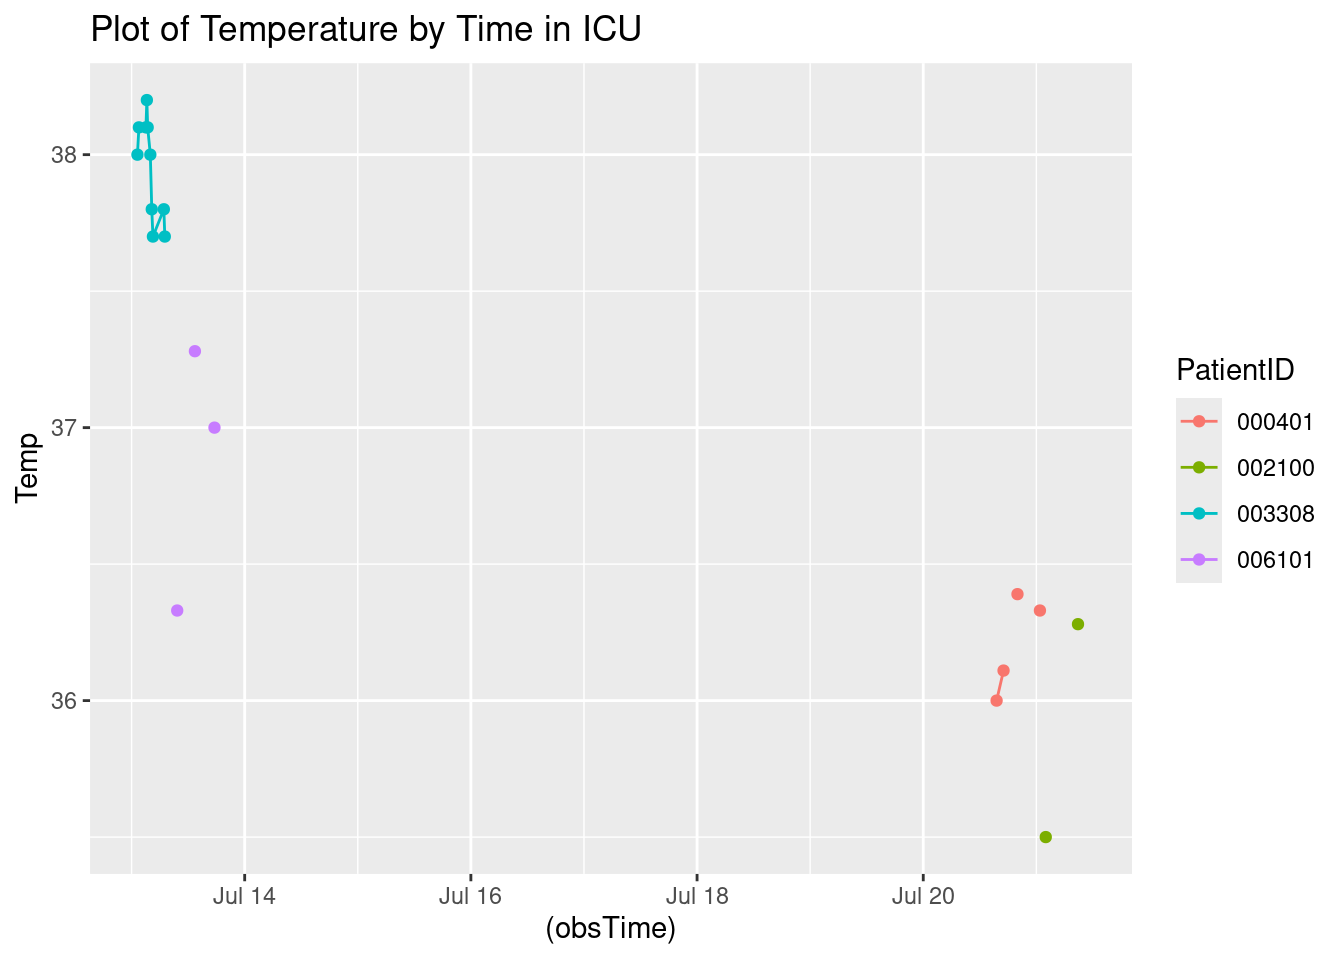 Plot of Temperature by Time in ICU
Temp
38
37
36
Jul 14
Jul 16
Jul 18
Jul 20
(obsTime)
PatientID
000401
002100
003308
006101